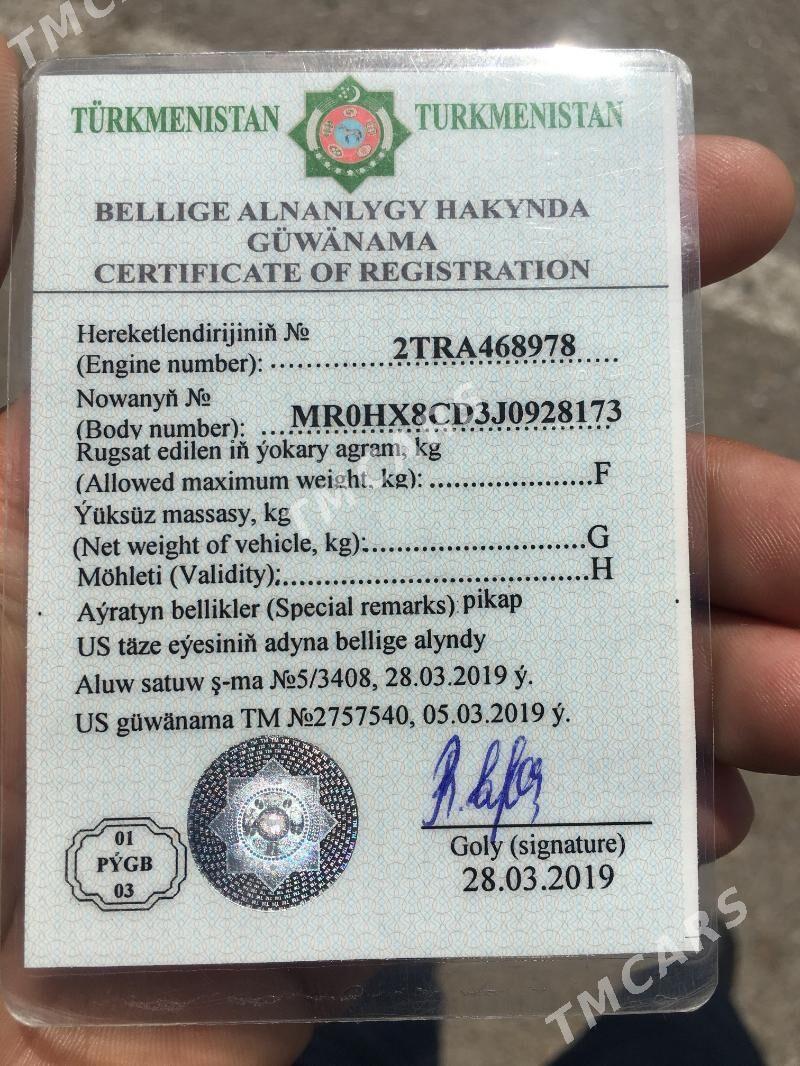 TMCARS
TÜRKMENISTAN TURKMENISTAN
BELLIGE ALNANLYGY HAKYNDA
GÜWÄNAMA
CERTIFICATE OF REGISTRATION
Hereketlendirijiniň №
(Engine number): 2TRA468978
Nowanyň №
(Body number): MR0HX8CD3J0928173
Rugsat edilen iň ýokary agram, kg
(Allowed maximum weight, kg): F
Ýüksüz massasy, kg
(Net weight of vehicle, kg): G
Möhleti (Validity): H
Aýratyn bellikler (Special remarks) pikap
US täze eýesiniň adyna bellige alyndy
Aluw satuw ş-ma №5/3408, 28.03.2019 ý.
US güwänama TM №2757540, 05.03.2019 ý.
01
PÝGB
03
Goly (signature)
28.03.2019
TMCARS
TMCARS